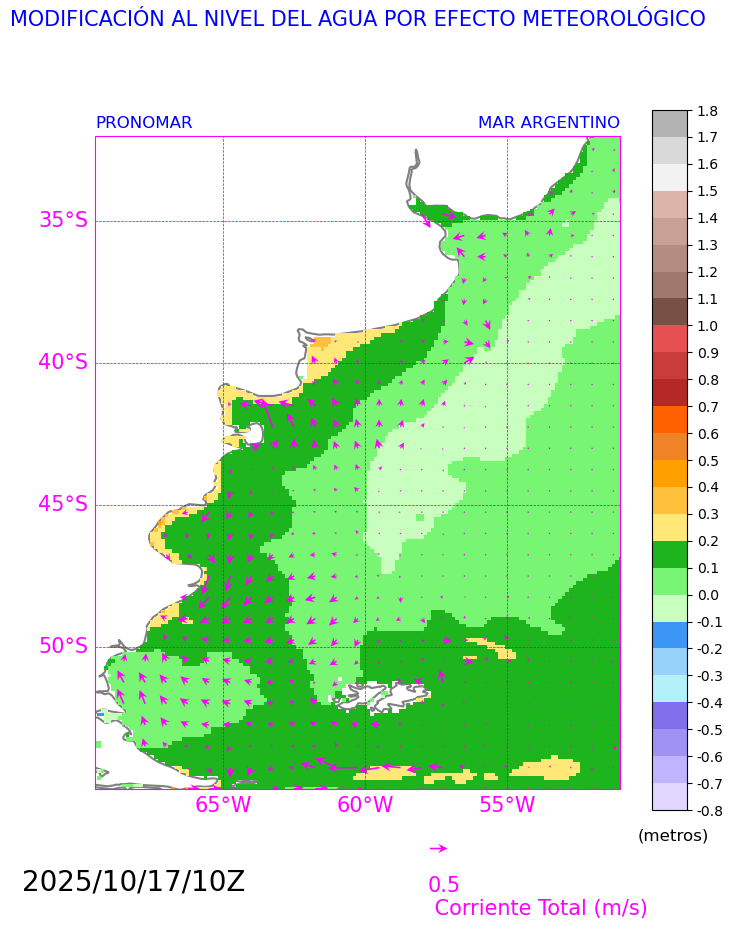 MODIFICACIÓN AL NIVEL DEL AGUA POR EFECTO METEOROLÓGICO
PRONOMAR MAR ARGENTINO
35°S
40°S
45°S
50°S
65°W 60°W 55°W
1.8
1.7
1.6
1.5
1.4
1.3
1.2
1.1
1.0
0.9
0.8
0.7
0.6
0.5
0.4
0.3
0.2
0.1
0.0
-0.1
-0.2
-0.3
-0.4
-0.5
-0.6
-0.7
-0.8
(metros)
2025/10/17/10Z
0.5
Corriente Total (m/s)